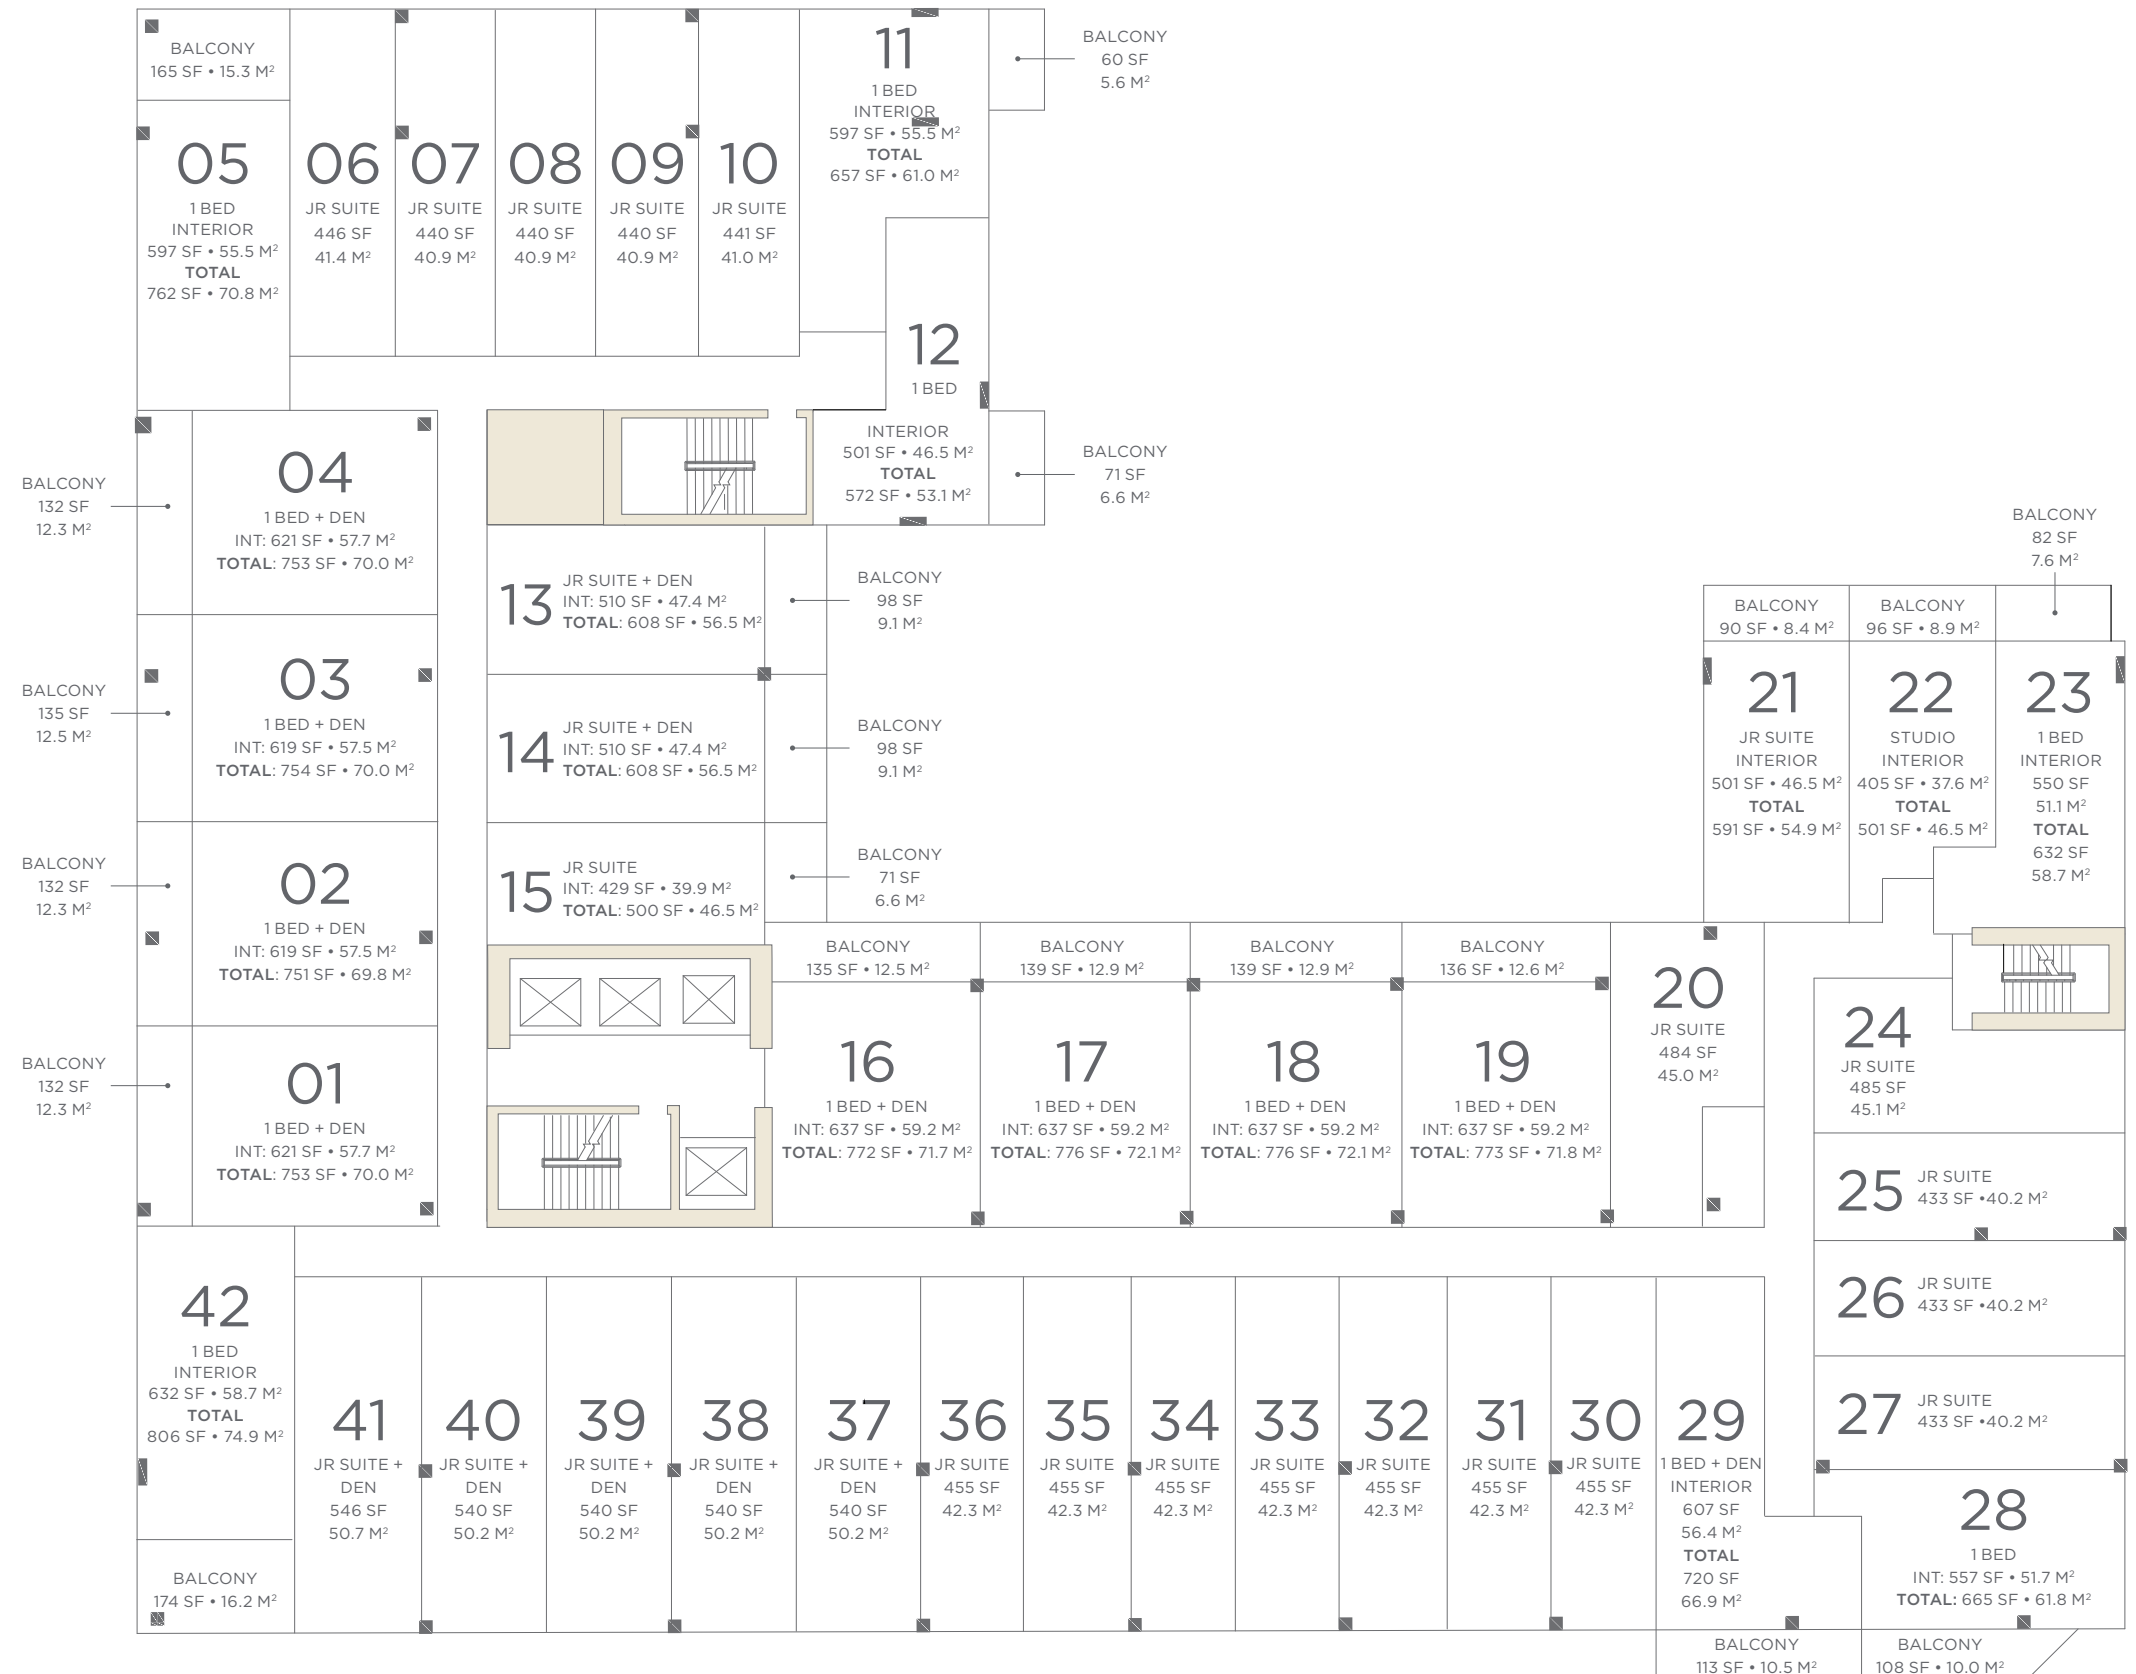 BALCONY
165 SF • 15.3 M²
05
1 BED
INTERIOR
597 SF • 55.5 M²
TOTAL
762 SF • 70.8 M²
06
JR SUITE
446 SF
41.4 M²
07
JR SUITE
440 SF
40.9 M²
08
JR SUITE
440 SF
40.9 M²
09
JR SUITE
440 SF
40.9 M²
10
JR SUITE
441 SF
41.0 M²
11
1 BED
INTERIOR
597 SF • 55.5 M²
TOTAL
657 SF • 61.0 M²
BALCONY
60 SF
5.6 M²
12
1 BED
INTERIOR
501 SF • 46.5 M²
TOTAL
572 SF • 53.1 M²
BALCONY
71 SF
6.6 M²
BALCONY
132 SF
12.3 M²
04
1 BED + DEN
INT: 621 SF • 57.7 M²
TOTAL: 753 SF • 70.0 M²
BALCONY
135 SF
12.5 M²
03
1 BED + DEN
INT: 619 SF • 57.5 M²
TOTAL: 754 SF • 70.0 M²
BALCONY
132 SF
12.3 M²
02
1 BED + DEN
INT: 619 SF • 57.5 M²
TOTAL: 751 SF • 69.8 M²
BALCONY
132 SF
12.3 M²
01
1 BED + DEN
INT: 621 SF • 57.7 M²
TOTAL: 753 SF • 70.0 M²
13
JR SUITE + DEN
INT: 510 SF • 47.4 M²
TOTAL: 608 SF • 56.5 M²
BALCONY
98 SF
9.1 M²
14
JR SUITE + DEN
INT: 510 SF • 47.4 M²
TOTAL: 608 SF • 56.5 M²
BALCONY
98 SF
9.1 M²
15
JR SUITE
INT: 429 SF • 39.9 M²
TOTAL: 500 SF • 46.5 M²
BALCONY
71 SF
6.6 M²
BALCONY
135 SF • 12.5 M²
16
1 BED + DEN
INT: 637 SF • 59.2 M²
TOTAL: 772 SF • 71.7 M²
BALCONY
139 SF • 12.9 M²
17
1 BED + DEN
INT: 637 SF • 59.2 M²
TOTAL: 776 SF • 72.1 M²
BALCONY
139 SF • 12.9 M²
18
1 BED + DEN
INT: 637 SF • 59.2 M²
TOTAL: 776 SF • 72.1 M²
BALCONY
136 SF • 12.6 M²
19
1 BED + DEN
INT: 637 SF • 59.2 M²
TOTAL: 773 SF • 71.8 M²
20
JR SUITE
484 SF
45.0 M²
BALCONY
90 SF • 8.4 M²
21
JR SUITE
INTERIOR
501 SF • 46.5 M²
TOTAL
591 SF • 54.9 M²
BALCONY
96 SF • 8.9 M²
22
STUDIO
INTERIOR
405 SF • 37.6 M²
TOTAL
501 SF • 46.5 M²
BALCONY
82 SF
7.6 M²
23
1 BED
INTERIOR
550 SF
51.1 M²
TOTAL
632 SF
58.7 M²
24
JR SUITE
485 SF
45.1 M²
25
JR SUITE
433 SF •40.2 M²
26
JR SUITE
433 SF •40.2 M²
27
JR SUITE
433 SF •40.2 M²
28
1 BED
INT: 557 SF • 51.7 M²
TOTAL: 665 SF • 61.8 M²
BALCONY
108 SF • 10.0 M²
42
1 BED
INTERIOR
632 SF • 58.7 M²
TOTAL
806 SF • 74.9 M²
BALCONY
174 SF • 16.2 M²
41
JR SUITE +
DEN
546 SF
50.7 M²
40
JR SUITE +
DEN
540 SF
50.2 M²
39
JR SUITE +
DEN
540 SF
50.2 M²
38
JR SUITE +
DEN
540 SF
50.2 M²
37
JR SUITE +
DEN
540 SF
50.2 M²
36
JR SUITE
455 SF
42.3 M²
35
JR SUITE
455 SF
42.3 M²
34
JR SUITE
455 SF
42.3 M²
33
JR SUITE
455 SF
42.3 M²
32
JR SUITE
455 SF
42.3 M²
31
JR SUITE
455 SF
42.3 M²
30
JR SUITE
455 SF
42.3 M²
29
1 BED + DEN
INTERIOR
607 SF
56.4 M²
TOTAL
720 SF
66.9 M²
BALCONY
113 SF • 10.5 M²